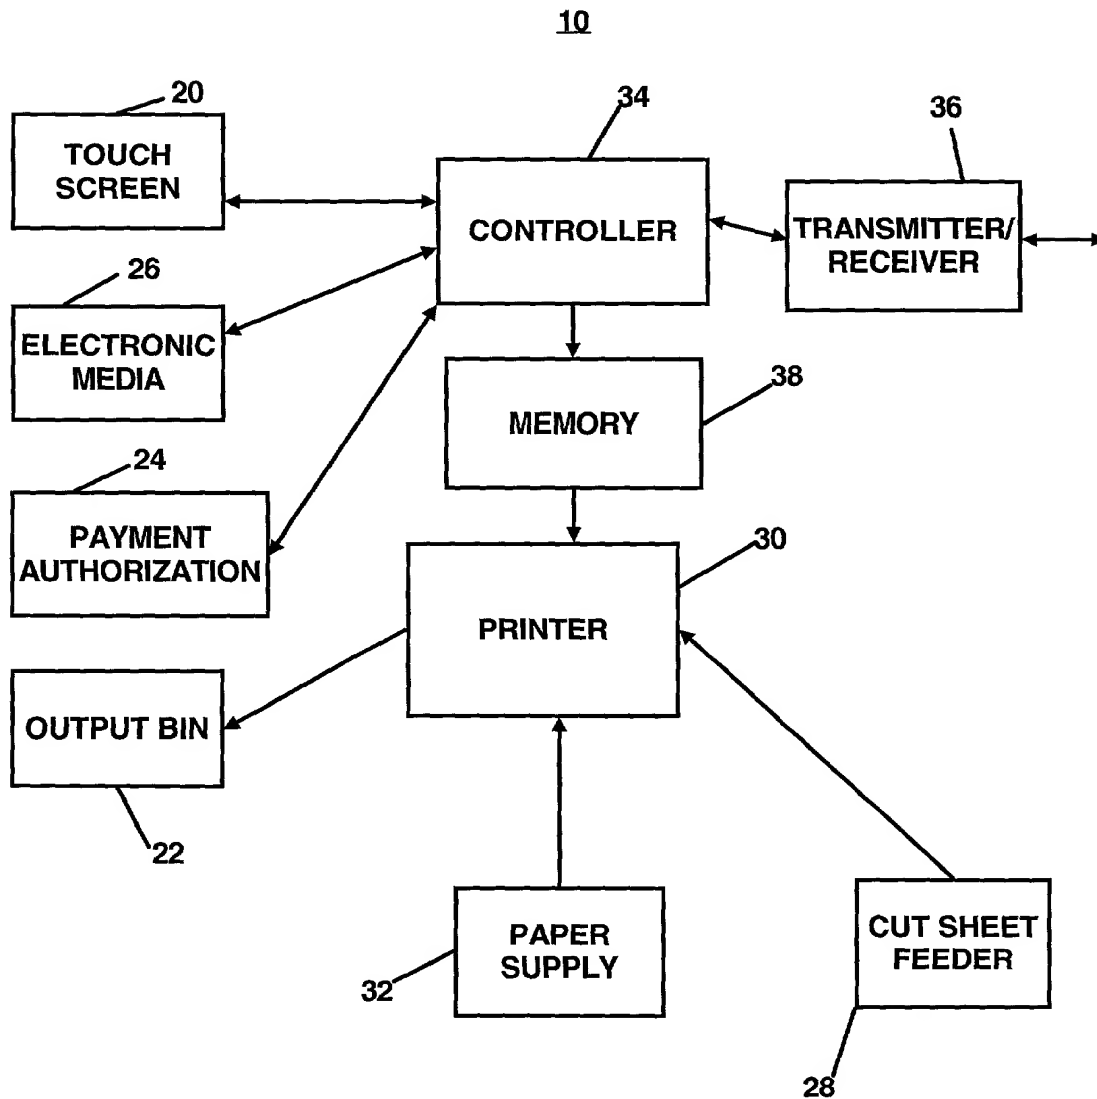 10
20
TOUCH
SCREEN
34
CONTROLLER
36
TRANSMITTER/
RECEIVER
26
ELECTRONIC
MEDIA
38
MEMORY
24
PAYMENT
AUTHORIZATION
30
PRINTER
OUTPUT BIN
22
PAPER
SUPPLY
32
CUT SHEET
FEEDER
28